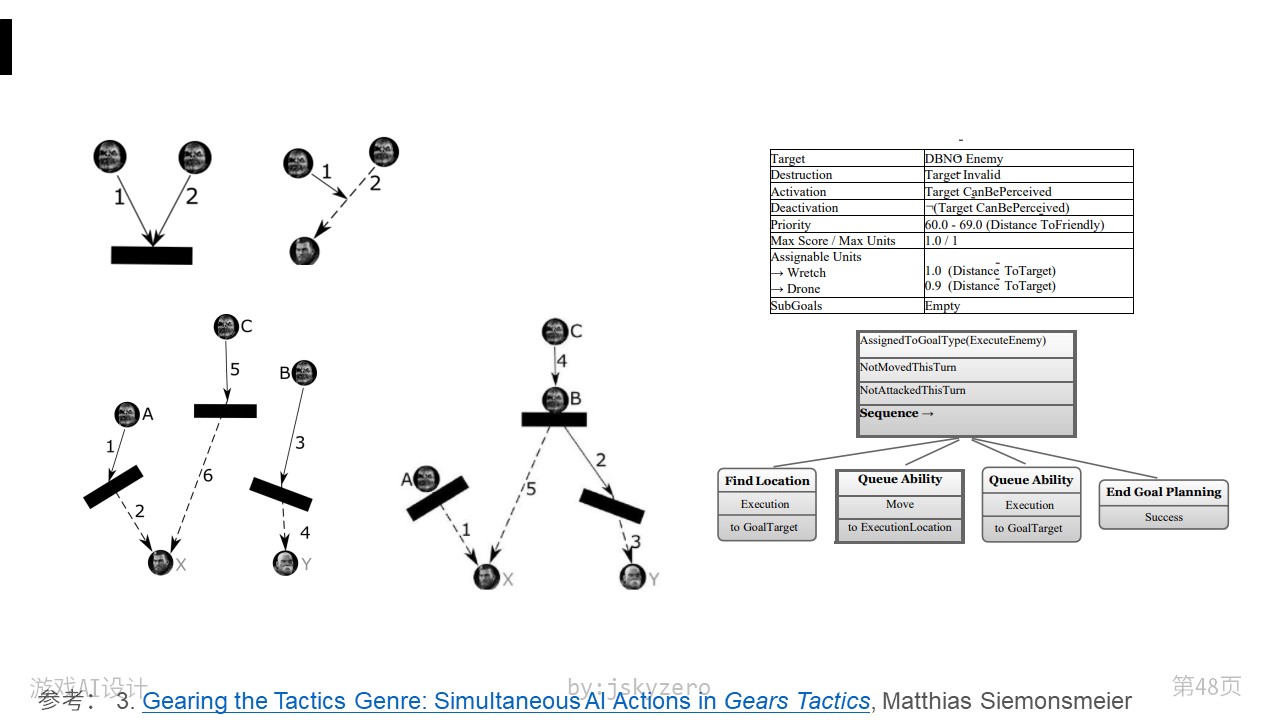 1
2
1
2
Target DBNO Enemy
Destruction Target Invalid
Activation Target CanBePerceived
Deactivation ¬(Target CanBePerceived)
Priority 60.0 - 69.0 (Distance ToFriendly)
Max Score / Max Units 1.0 / 1
Assignable Units
→ Wretch 1.0 (Distance ToTarget)
→ Drone 0.9 (Distance ToTarget)
SubGoals Empty
C
5
B
A
1
3
6
2
4
X
Y
C
4
B
2
A
5
1
3
X
Y
AssignedToGoalType(ExecuteEnemy)
NotMovedThisTurn
NotAttackedThisTurn
Sequence →
Find Location
Execution
to GoalTarget
Queue Ability
Move
to ExecutionLocation
Queue Ability
Execution
to GoalTarget
End Goal Planning
Success
游戏AI设计
by:jskyzero
第48页
参考： 3. Gearing the Tactics Genre: Simultaneous AI Actions in Gears Tactics, Matthias Siemonsmeier